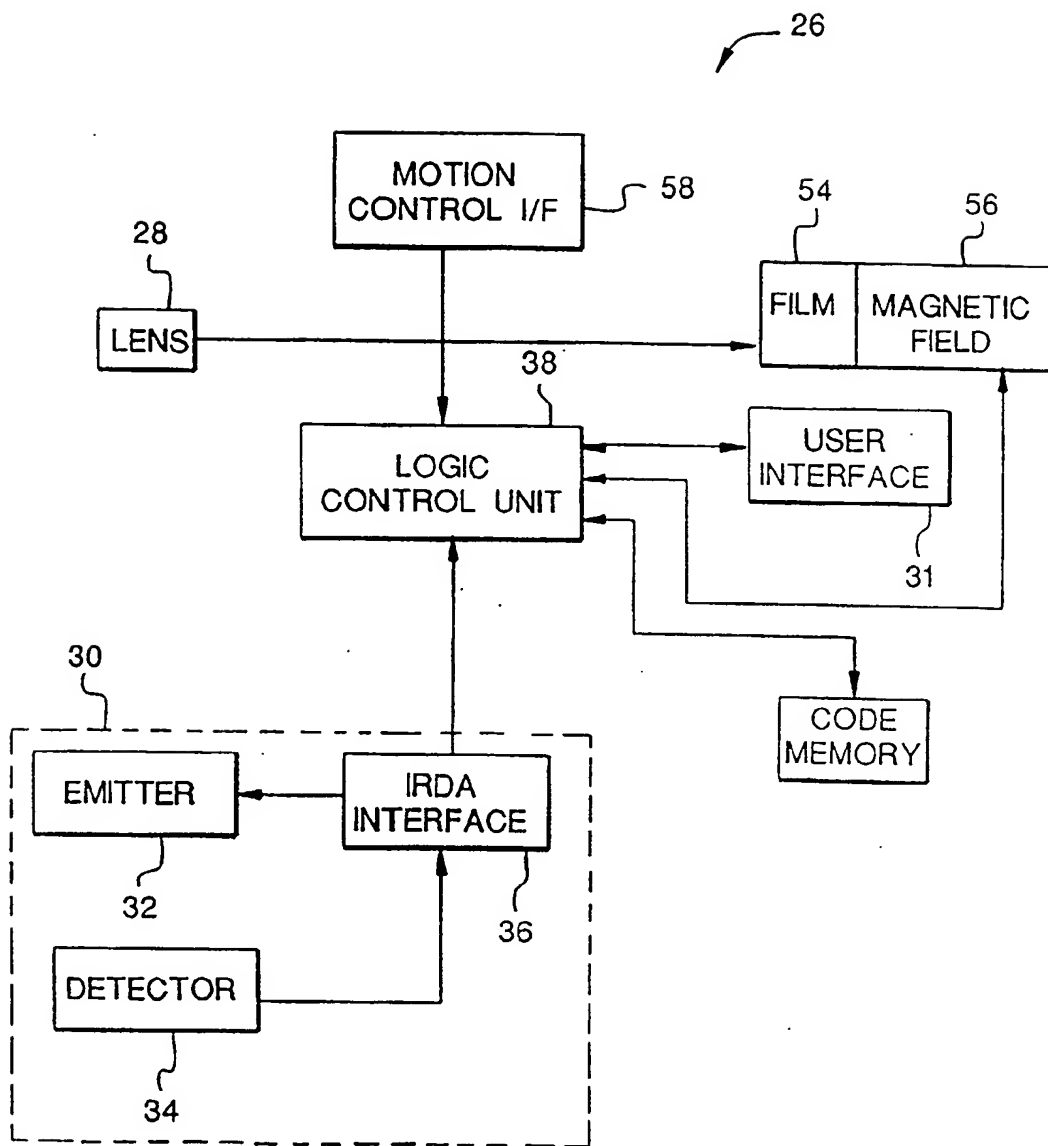 26
MOTION
CONTROL I/F
58
54
56
28
LENS
FILM
MAGNETIC
FIELD
38
LOGIC
CONTROL UNIT
USER
INTERFACE
31
30
CODE
MEMORY
EMITTER
IRDA
INTERFACE
32
36
DETECTOR
34